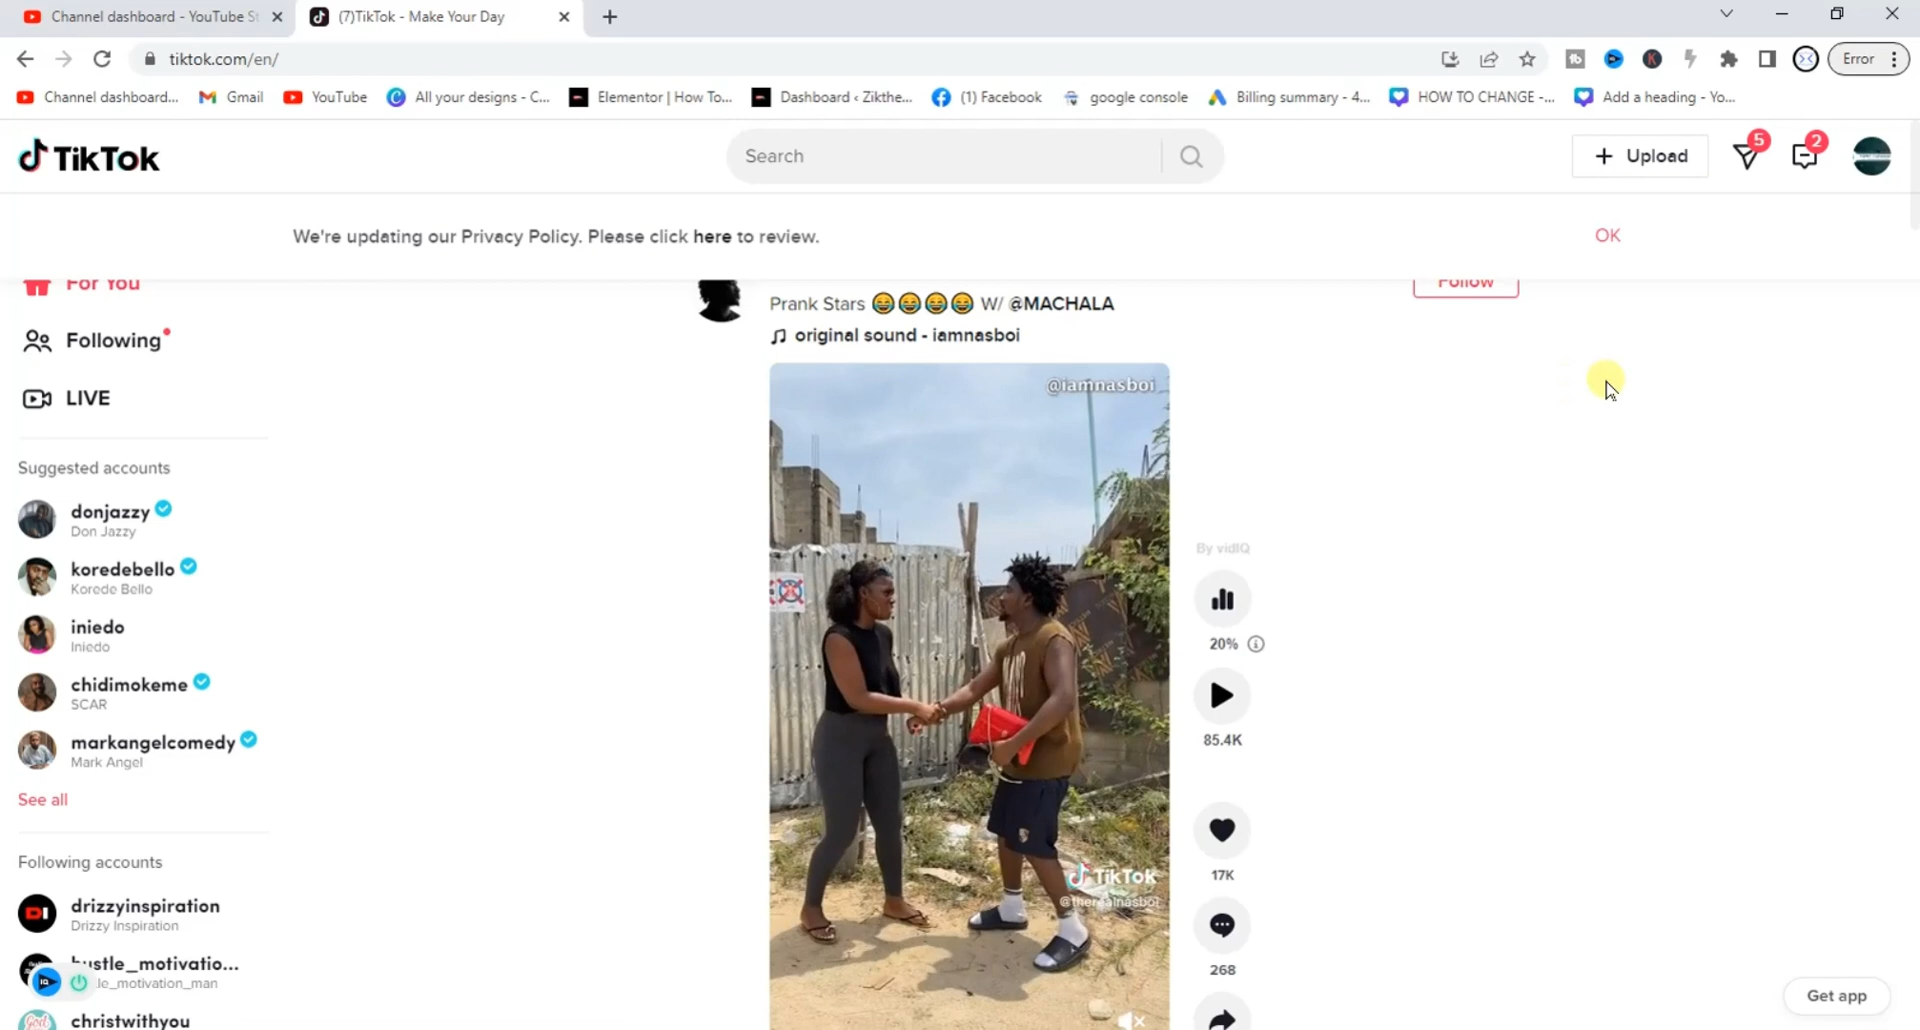 Channel dashboard - YouTube St
(7)TikTok - Make Your Day
tiktok.com/en/
Error
Channel dashboard...
Gmail
YouTube
All your designs - C...
Elementor | How To...
Dashboard ‹ Zikthe...
(1) Facebook
google console
Billing summary - 4...
HOW TO CHANGE -...
Add a heading - Yo...
TikTok
Search
Upload
5
2
We're updating our Privacy Policy. Please click here to review.
OK
For You
Following
LIVE
Suggested accounts
donjazzy
Don Jazzy
koredebello
Korede Bello
iniedo
Iniedo
chidimokeme
SCAR
markangelcomedy
Mark Angel
See all
Following accounts
DI
drizzyinspiration
Drizzy Inspiration
hustle_motivatio...
le_motivation_man
IQ
christwithyou
Follow
Prank Stars 😂😂😂😂 W/ @MACHALA
original sound - iamnasboi
@iamnasboi
TikTok
@therealnasboi
By vidIQ
20%
85.4K
17K
268
Get app